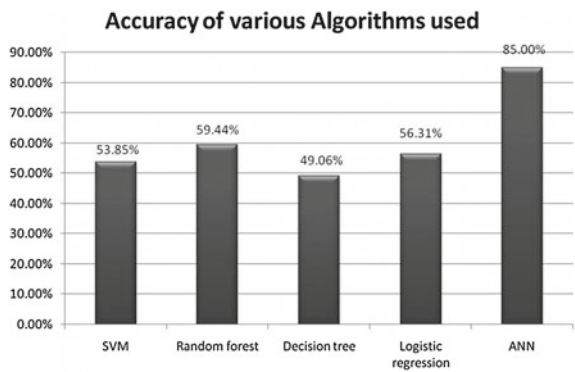 Accuracy of various Algorithms used
90.00%
80.00%
70.00%
60.00%
50.00%
40.00%
30.00%
20.00%
10.00%
0.00%
53.85%
59.44%
49.06%
56.31%
85.00%
SVM
Random forest
Decision tree
Logistic
regression
ANN